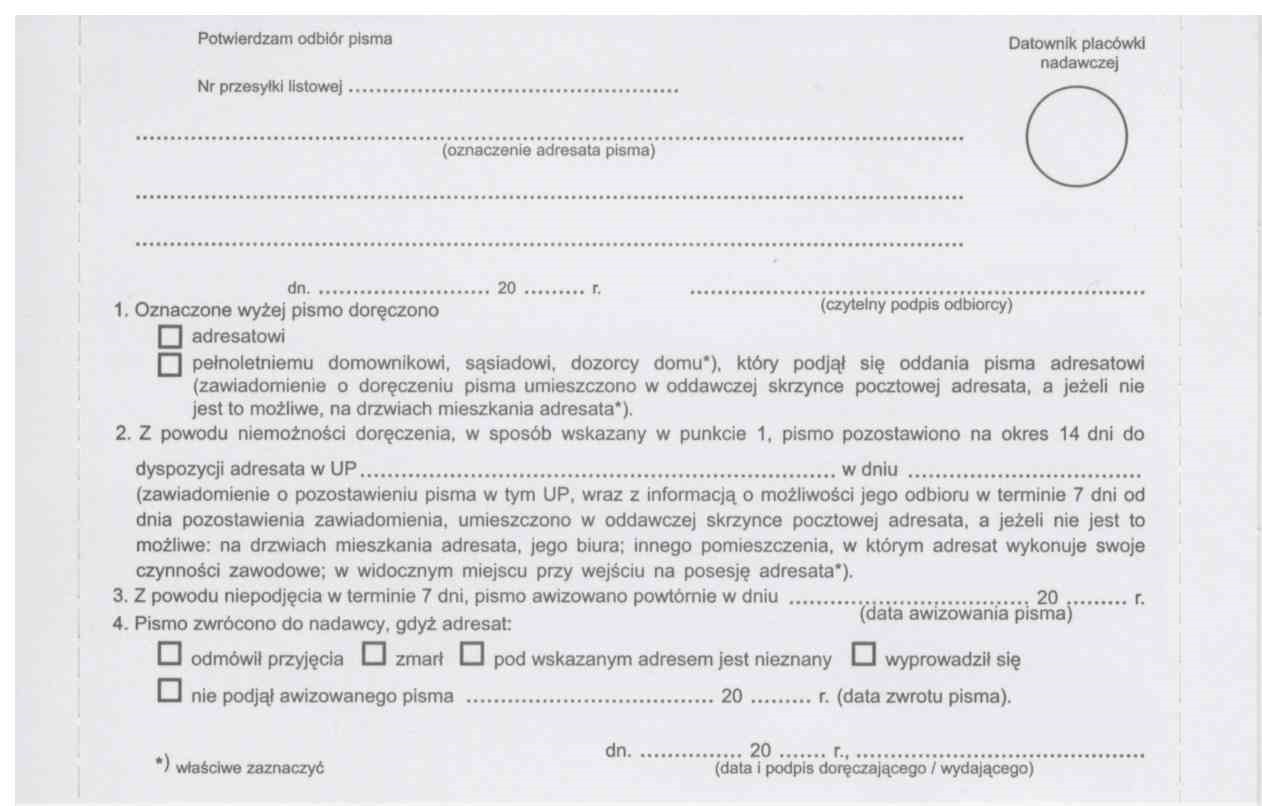 Potwierdzam odbiór pisma
Datownik placówki
nadawczej
Nr przesyłki listowej ................................................
(oznaczenie adresata pisma)
dn. ............................ 20 .......... r.
(czytelny podpis odbiorcy)
1. Oznaczone wyżej pismo doręczono
adresatowi
pełnoletniemu domownikowi, sąsiadowi, dozorcy domu*), który podjął się oddania pisma adresatowi
(zawiadomienie o doręczeniu pisma umieszczono w oddawczej skrzynce pocztowej adresata, a jeżeli nie
jest to możliwe, na drzwiach mieszkania adresata*).
2. Z powodu niemożności doręczenia, w sposób wskazany w punkcie 1, pismo pozostawiono na okres 14 dni do
dyspozycji adresata w UP................................................ w dniu ........................
(zawiadomienie o pozostawieniu pisma w tym UP, wraz z informacją o możliwości jego odbioru w terminie 7 dni od
dnia pozostawienia zawiadomienia, umieszczono w oddawczej skrzynce pocztowej adresata, a jeżeli nie jest to
możliwe: na drzwiach mieszkania adresata, jego biura; innego pomieszczenia, w którym adresat wykonuje swoje
czynności zawodowe; w widocznym miejscu przy wejściu na posesję adresata*).
3. Z powodu niepodjęcia w terminie 7 dni, pismo awizowano powtórnie w dniu ........................ 20 ......... r.
(data awizowania pisma)
4. Pismo zwrócono do nadawcy, gdyż adresat:
odmówił przyjęcia zmarł pod wskazanym adresem jest nieznany wyprowadził się
nie podjął awizowanego pisma ........................ 20 ......... r. (data zwrotu pisma).
dn. ............... 20 ....... r., ................................
*) właściwe zaznaczyć
(data i podpis doręczającego / wydającego)